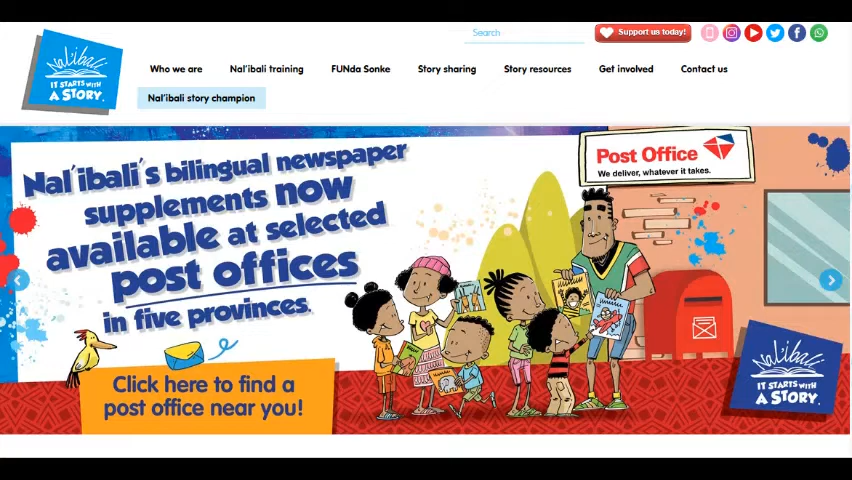 Search
Support us today!
Nal'ibali
IT STARTS WITH
A STORY.
Who we are
Nal'ibali training
FUNda Sonke
Story sharing
Story resources
Get involved
Contact us
Nal'ibali story champion
Nal'ibali's bilingual newspaper
supplements now
available at selected
post offices
in five provinces.
Click here to find a
post office near you!
Post Office
We deliver, whatever it takes.
Nal'ibali
IT STARTS WITH
A STORY.